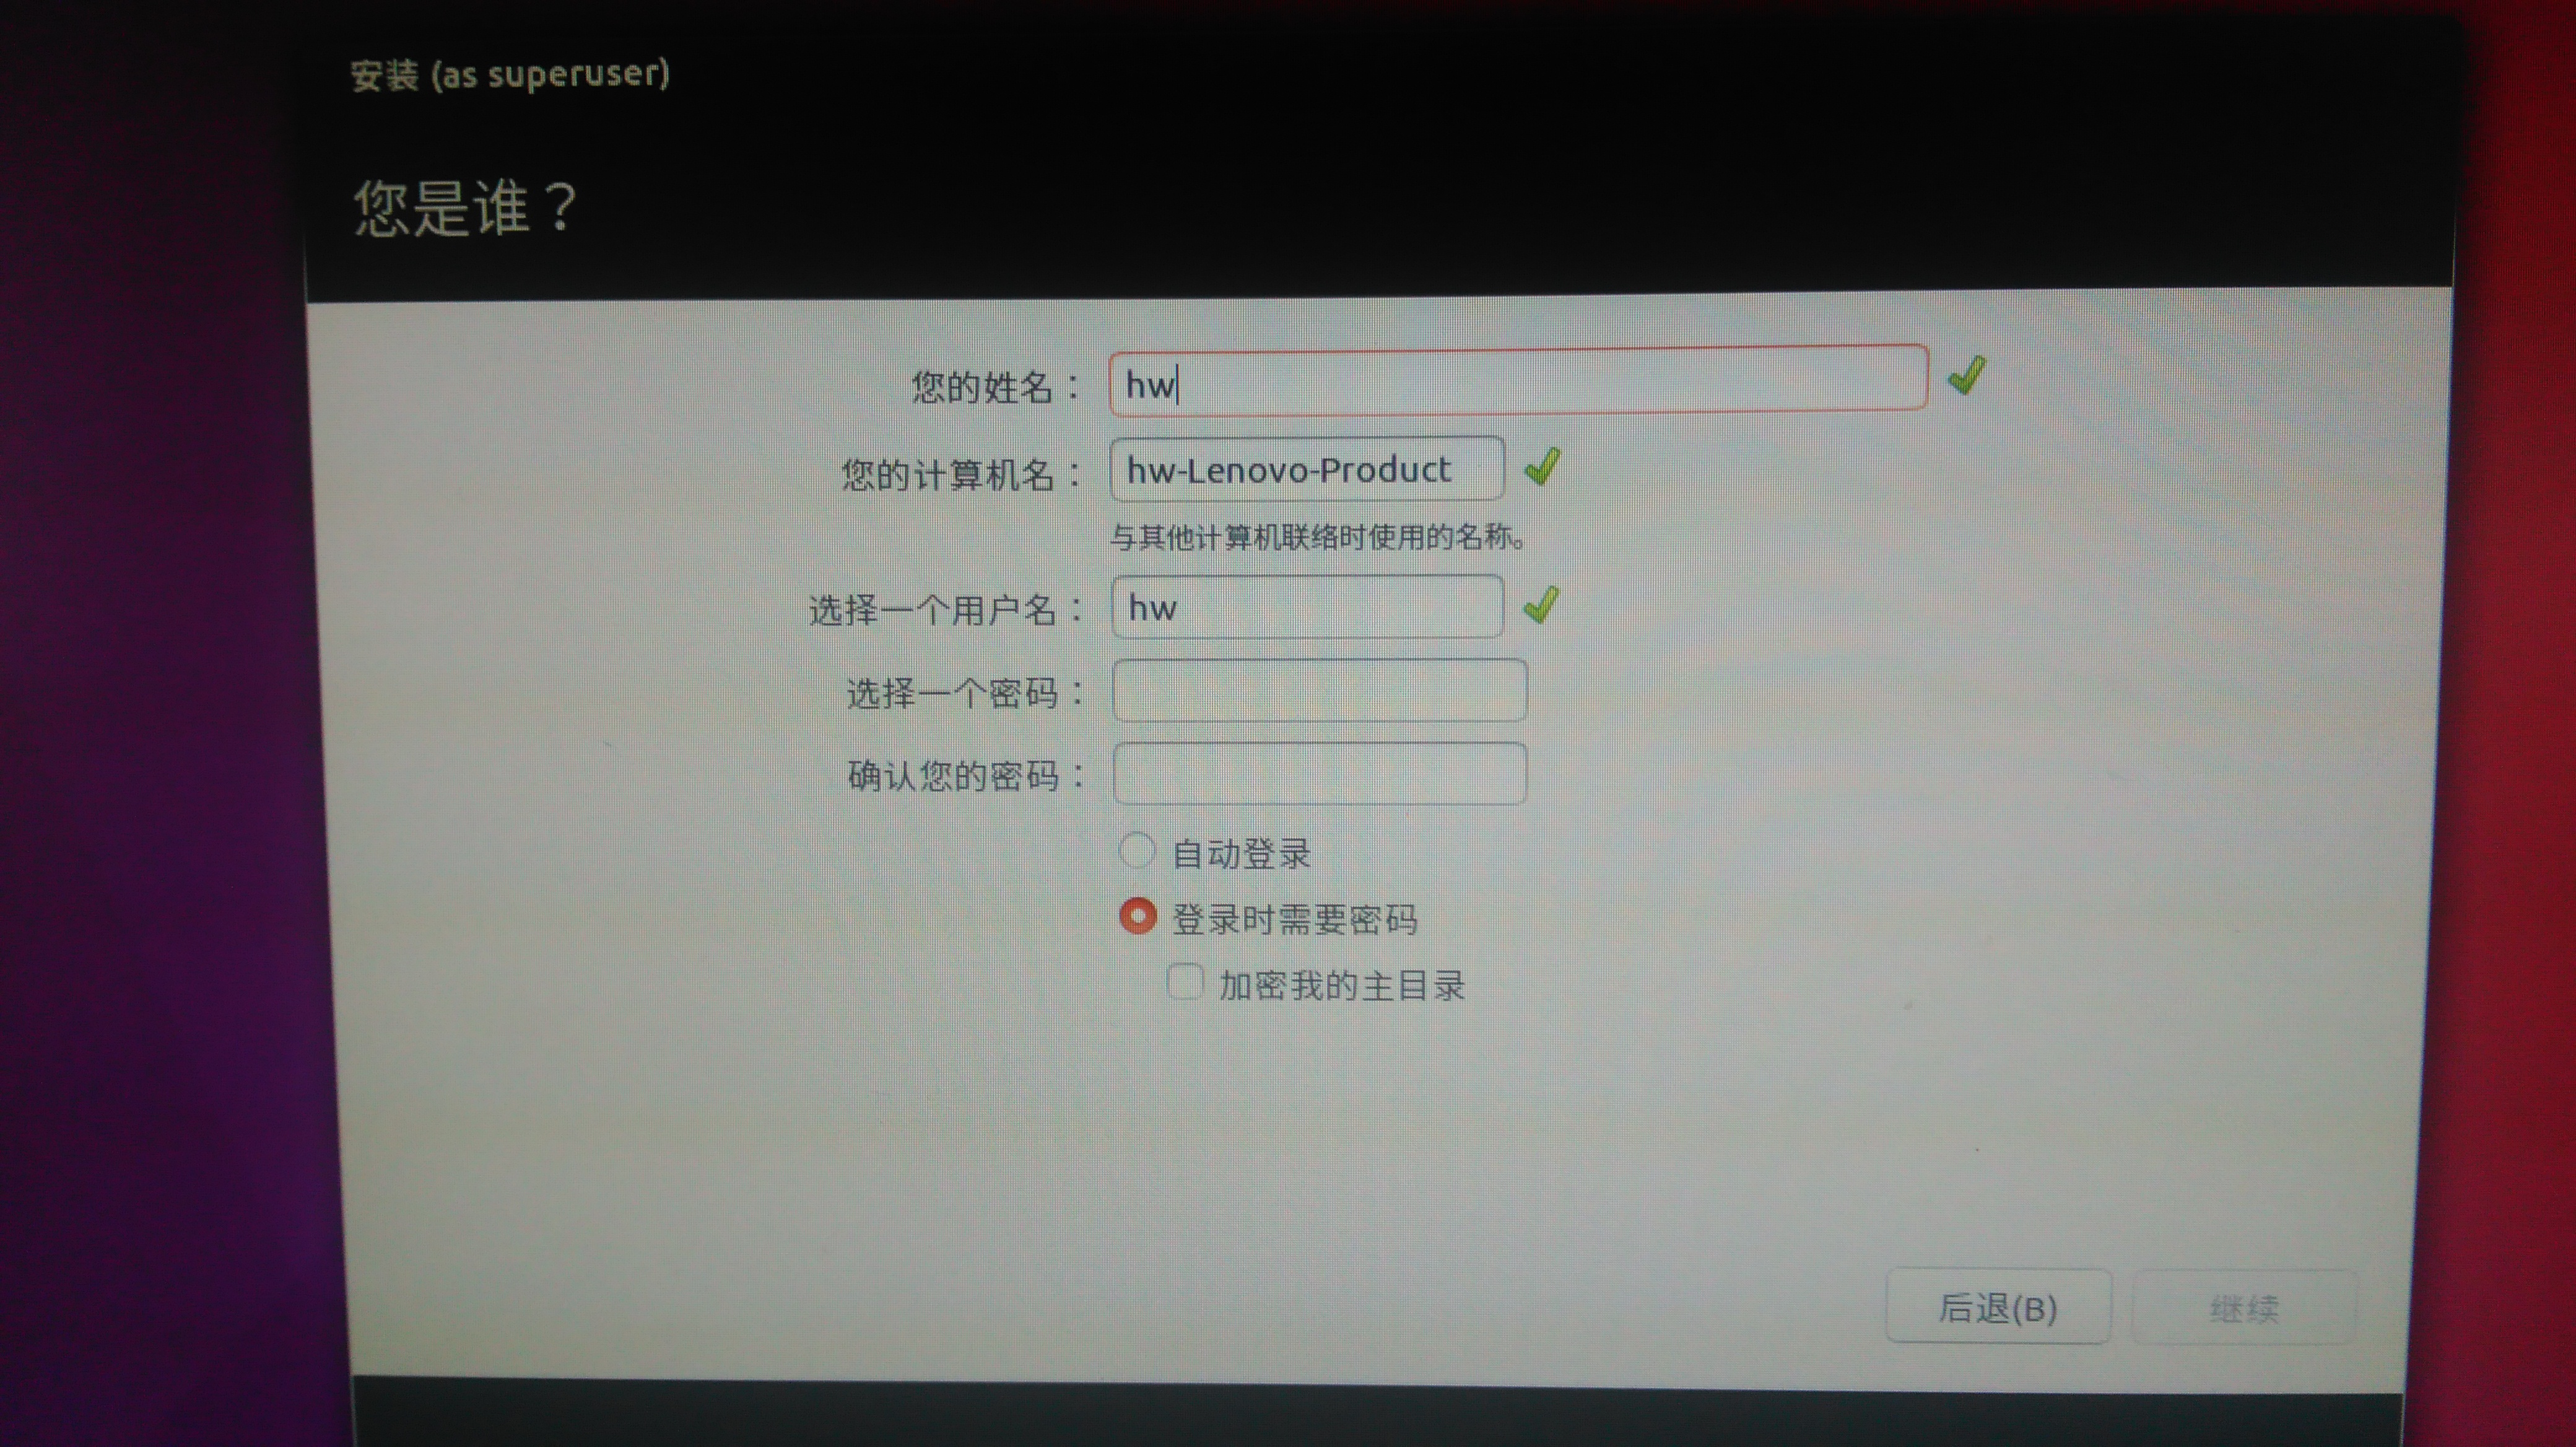 安装 (as superuser)
您是谁？
您的姓名： hw
您的计算机名： hw-Lenovo-Product
与其他计算机联络时使用的名称。
选择一个用户名： hw
选择一个密码：
确认您的密码：
自动登录
登录时需要密码
加密我的主目录
后退(B) 继续